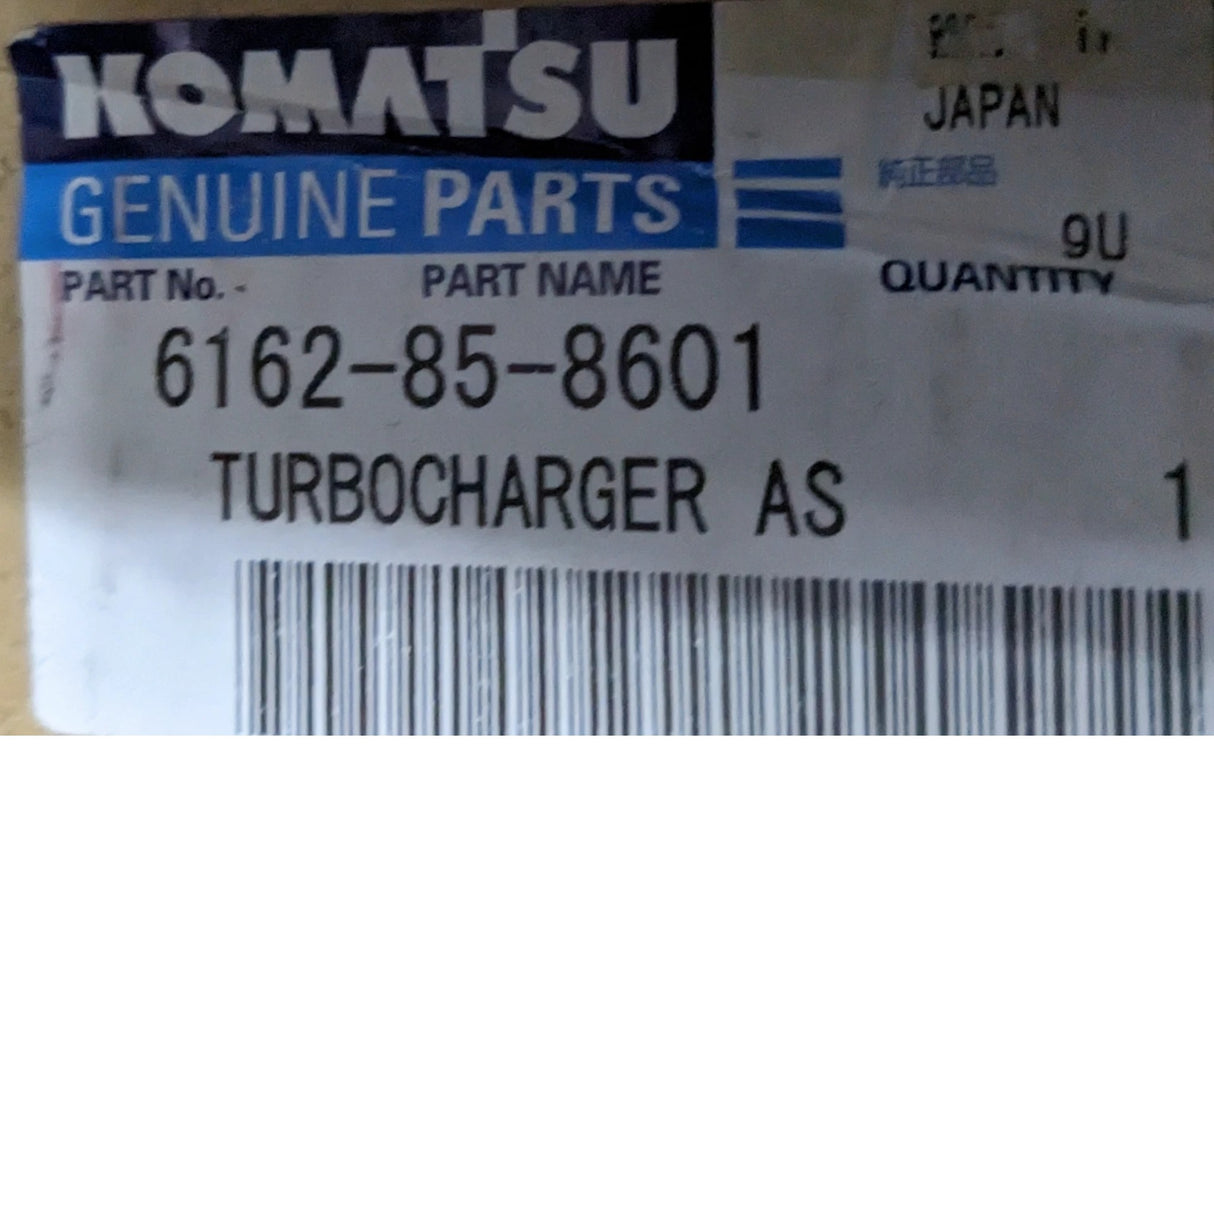 KOMATSU
JAPAN
GENUINE PARTS
純正部品
9U
PART No.
PART NAME
QUANTITY
6162-85-8601
TURBOCHARGER AS
1